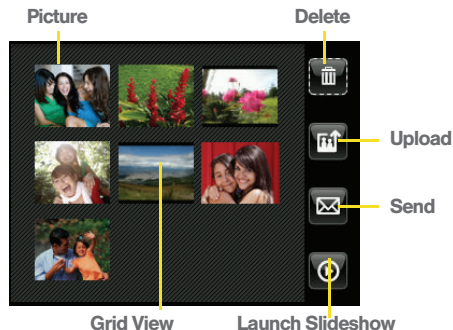 Picture
Delete
Upload
Send
Grid View
Launch Slideshow